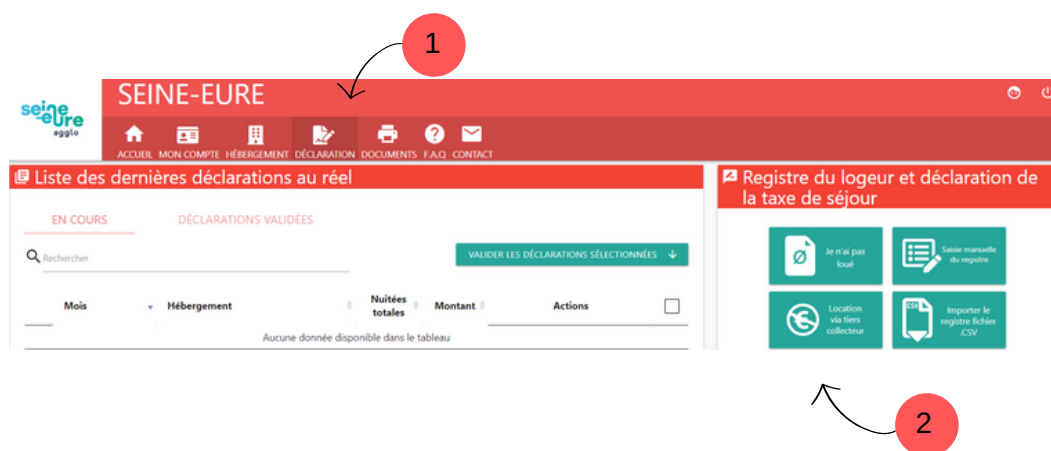 1
seine
eure
agglo
SEINE-EURE
ACCUEIL MON COMPTE HÉBERGEMENT DÉCLARATION DOCUMENTS F.A.Q CONTACT
Liste des dernières déclarations au réel
EN COURS DÉCLARATIONS VALIDÉES
Rechercher
VALIDER LES DÉCLARATIONS SÉLECTIONNÉES
Mois Hébergement Nuitées totales Montant Actions
Aucune donnée disponible dans le tableau
Registre du logeur et déclaration de
la taxe de séjour
Je n'ai pas
loué
Saisie manuelle
du registre
Location
via tiers
collecteur
CSV
Importer le
registre fichier
.CSV
2